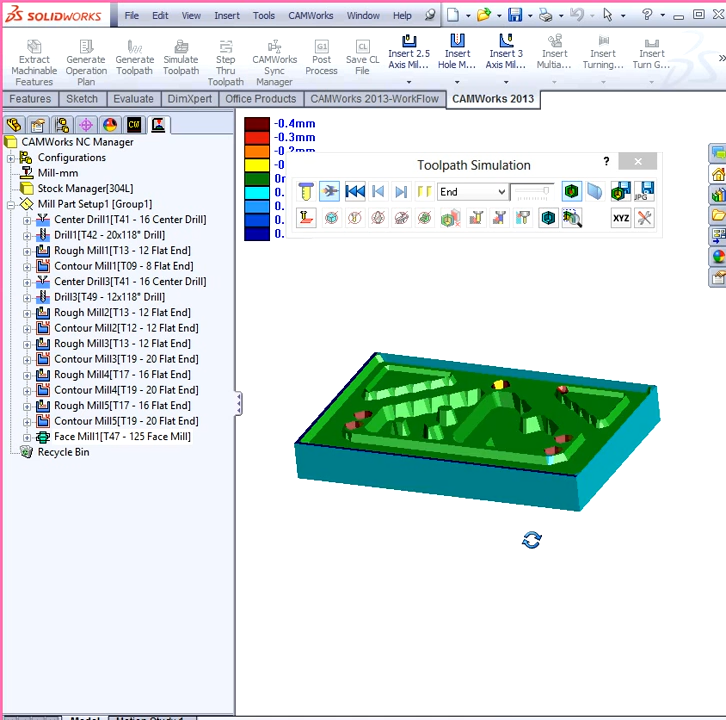 SOLIDWORKS File Edit View Insert Tools CAMWorks Window Help
Extract Machinable Features
Generate Operation Plan
Generate Toolpath
Simulate Toolpath
Step Thru Toolpath
CAMWorks Sync Manager
Post Process
Save CL File
Insert 2.5 Axis Mil...
Insert Hole M...
Insert 3 Axis Mil...
Insert Multia...
Insert Turning...
Insert Turn G...
Features Sketch Evaluate DimXpert Office Products CAMWorks 2013-WorkFlow CAMWorks 2013
CAMWorks NC Manager
Configurations
Mill-mm
Stock Manager[304L]
Mill Part Setup1 [Group1]
Center Drill1[T41 - 16 Center Drill]
Drill1[T42 - 20x118° Drill]
Rough Mill1[T13 - 12 Flat End]
Contour Mill1[T09 - 8 Flat End]
Center Drill3[T41 - 16 Center Drill]
Drill3[T49 - 12x118° Drill]
Rough Mill2[T13 - 12 Flat End]
Contour Mill2[T12 - 12 Flat End]
Rough Mill3[T13 - 12 Flat End]
Contour Mill3[T19 - 20 Flat End]
Rough Mill4[T17 - 16 Flat End]
Contour Mill4[T19 - 20 Flat End]
Rough Mill5[T17 - 16 Flat End]
Contour Mill5[T19 - 20 Flat End]
Face Mill1[T47 - 125 Face Mill]
Recycle Bin
-0.4mm
-0.3mm
-0.2mm
Toolpath Simulation
End
XYZ
JPG
Model Motion Study 1